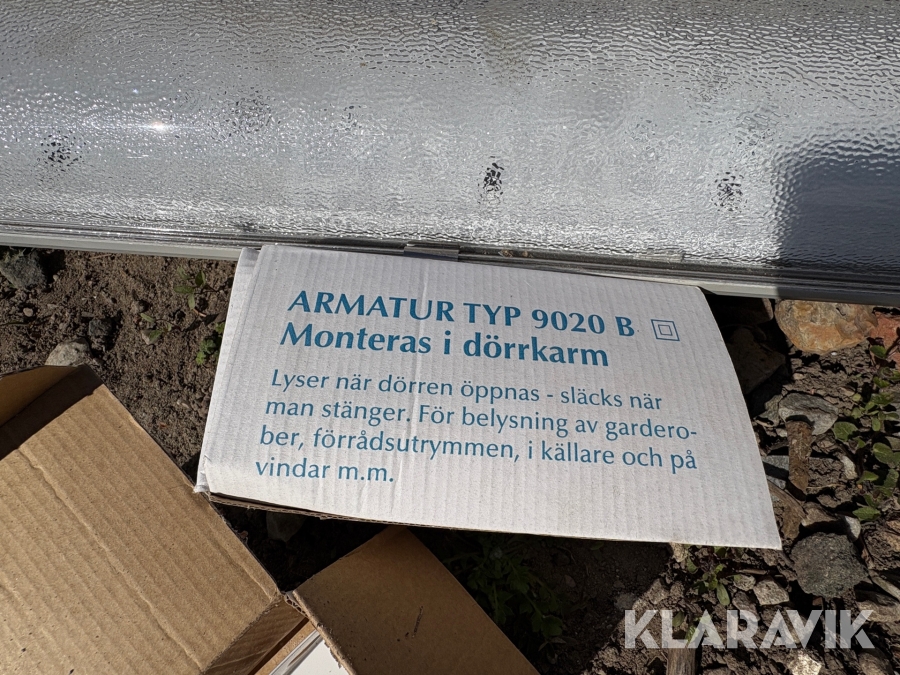 ARMATUR TYP 9020 B
Monteras i dörrkarm
Lyser när dörren öppnas - släcks när
man stänger. För belysning av gardero-
ber, förrådsutrymmen, i källare och på
vindar m.m.
KLARAVIK